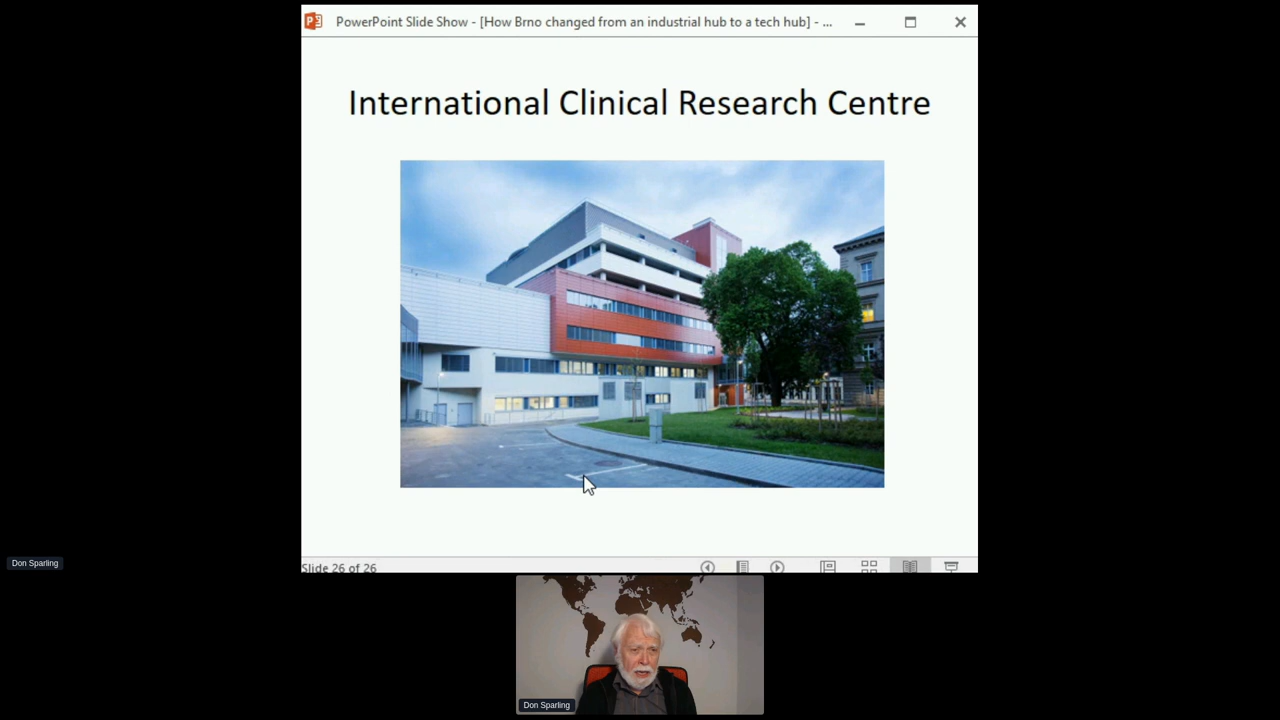 PowerPoint Slide Show - [How Brno changed from an industrial hub to a tech hub] - ...
International Clinical Research Centre
Slide 26 of 26
Don Sparling
Don Sparling